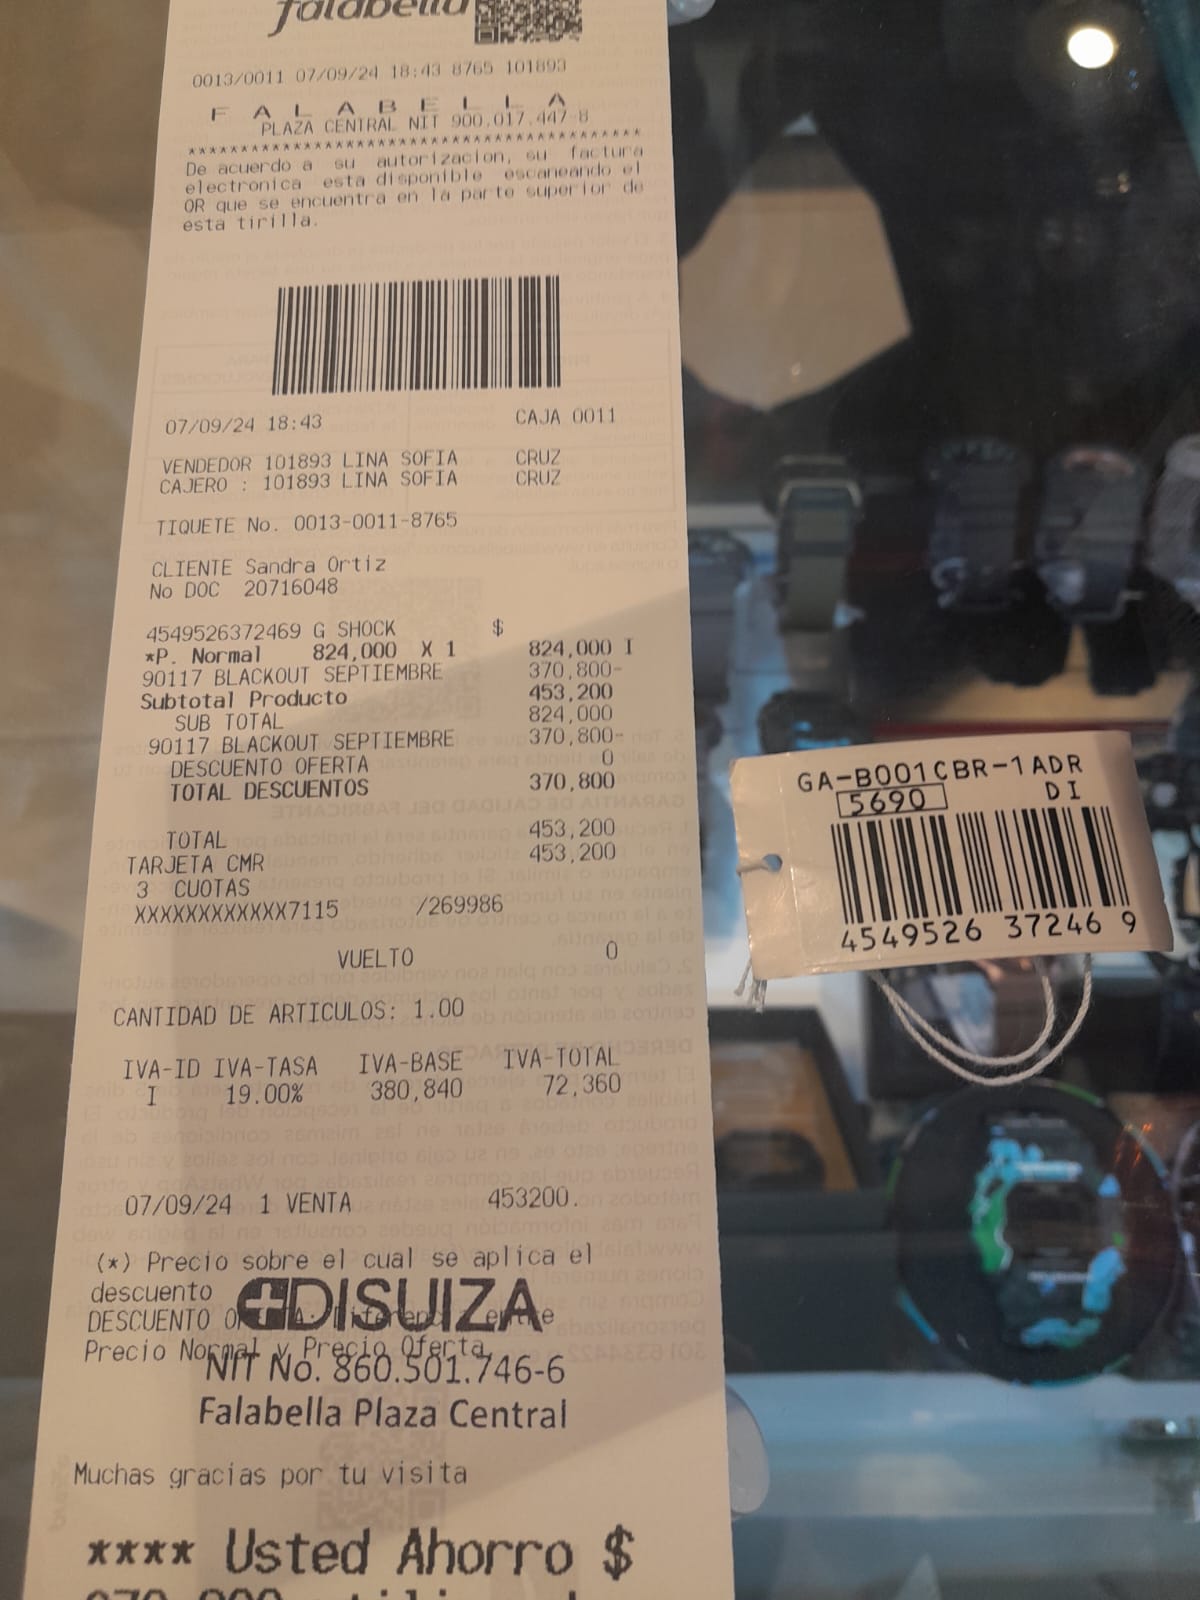 falabella
0013/0011 07/09/24 18:43 8765 101893
F A L A B E L L A
PLAZA CENTRAL NIT 900.017.447-8
******************************************
De acuerdo a su autorizacion, su factura
electronica esta disponible escaneando el
QR que se encuentra en la parte superior de
esta tirilla.
07/09/24 18:43 CAJA 0011
VENDEDOR 101893 LINA SOFIA CRUZ
CAJERO : 101893 LINA SOFIA CRUZ
TIQUETE No. 0013-0011-8765
CLIENTE Sandra Ortiz
No DOC 20716048
4549526372469 G SHOCK $
*P. Normal 824,000 X 1 824,000 I
90117 BLACKOUT SEPTIEMBRE 370,800-
Subtotal Producto 453,200
SUB TOTAL 824,000
90117 BLACKOUT SEPTIEMBRE 370,800-
DESCUENTO OFERTA 0
TOTAL DESCUENTOS 370,800
TOTAL 453,200
TARJETA CMR 453,200
3 CUOTAS
XXXXXXXXXXXX7115 /269986
VUELTO 0
CANTIDAD DE ARTICULOS: 1.00
IVA-ID IVA-TASA IVA-BASE IVA-TOTAL
I 19.00% 380,840 72,360
07/09/24 1 VENTA 453200.
(*) Precio sobre el cual se aplica el
descuento
DISUIZA
DESCUENTO Diferencia entre
Precio Normal y Precio Oferta
NIT No. 860.501.746-6
Falabella Plaza Central
Muchas gracias por tu visita
**** Usted Ahorro $
GA-B001CBR-1ADR
5690 DI
4549526 37246 9